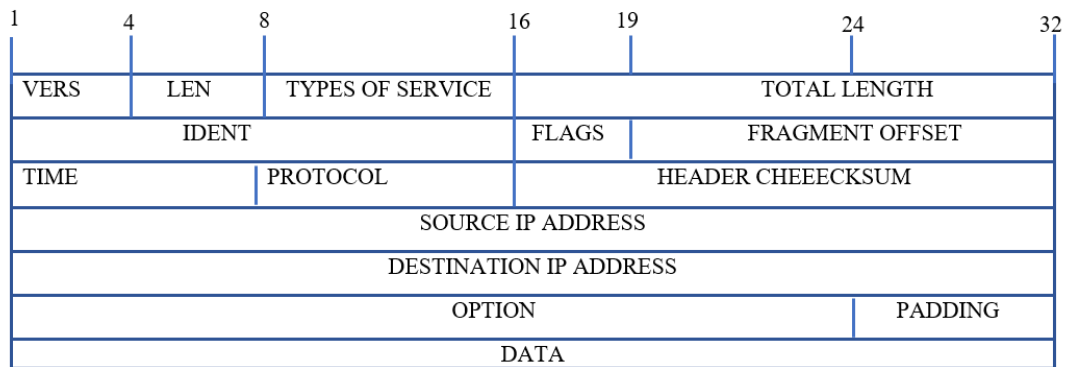 1 4 8 16 19 24 32
VERS LEN TYPES OF SERVICE TOTAL LENGTH
IDENT FLAGS FRAGMENT OFFSET
TIME PROTOCOL HEADER CHEEECKSUM
SOURCE IP ADDRESS
DESTINATION IP ADDRESS
OPTION PADDING
DATA